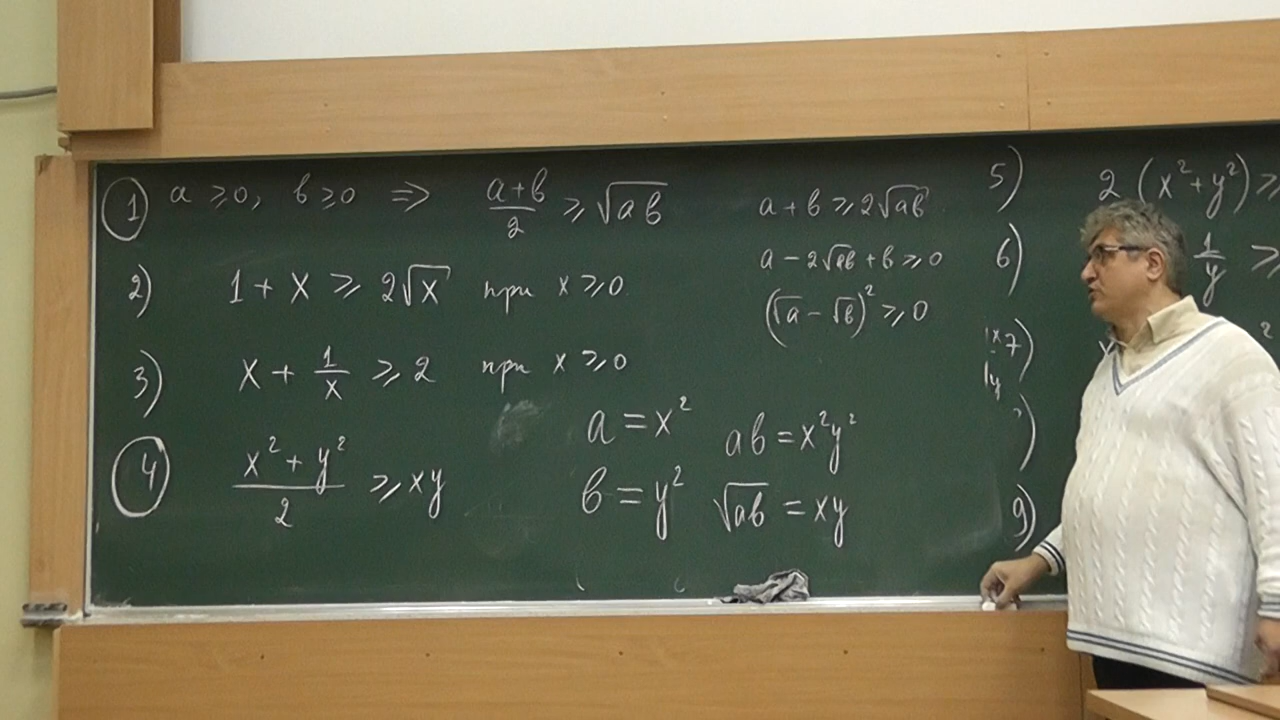 1) a ≥ 0, b ≥ 0 ⇒ (a+b)/2 ≥ √(ab)
2) 1 + x ≥ 2√x при x ≥ 0
3) x + 1/x ≥ 2 при x ≥ 0
4) (x² + y²)/2 ≥ xy
a + b ≥ 2√(ab)
a − 2√(ab) + b ≥ 0
(√a − √b)² ≥ 0
a = x²
b = y²
ab = x²y²
√(ab) = xy
5) 2(x² + y²) ≥
6) 1/y ≥
7)
9)